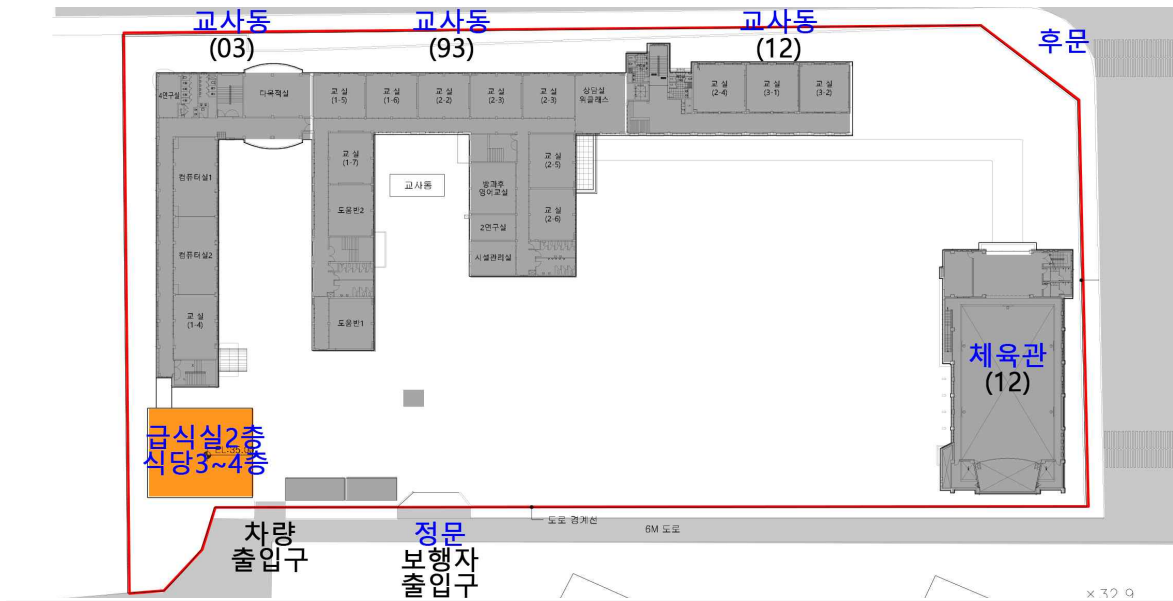 교사동
(03)
교사동
(93)
교사동
(12)
후문
4연구실
다목적실
교 실
(1-5)
교 실
(1-6)
교 실
(2-2)
교 실
(2-3)
교 실
(2-3)
상담실
위클래스
교 실
(2-4)
교 실
(3-1)
교 실
(3-2)
컴퓨터실1
교 실
(1-7)
교사동
방과후
영어교실
교 실
(2-5)
도움반2
교 실
(2-6)
2연구실
컴퓨터실2
시설관리실
교 실
(1-4)
도움반1
체육관
(12)
급식실2층
식당3~4층
차량
출입구
정문
보행자
출입구
도로 경계선
6M 도로
×32.9